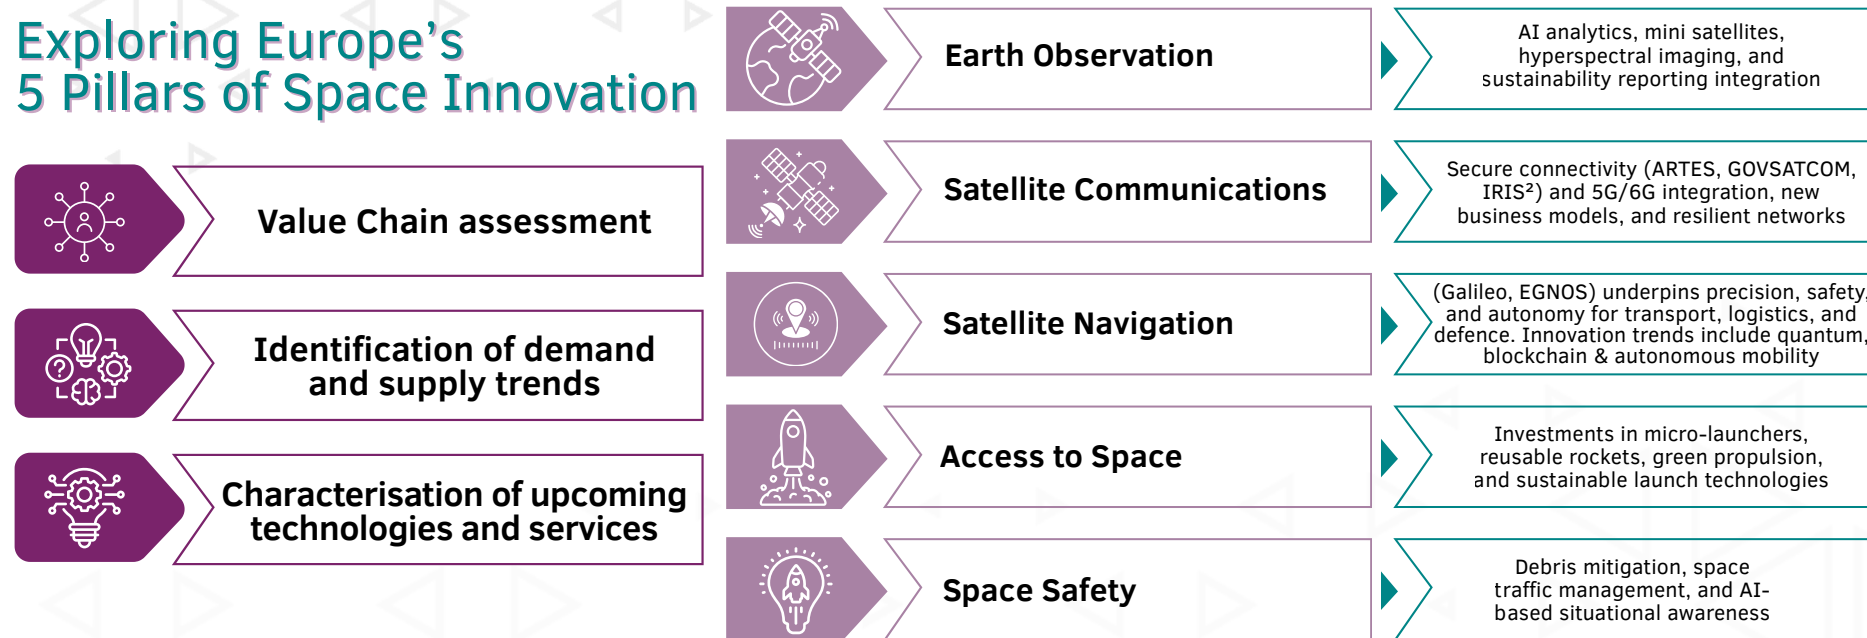 Exploring Europe’s
5 Pillars of Space Innovation
Value Chain assessment
Identification of demand
and supply trends
Characterisation of upcoming
technologies and services
Earth Observation
AI analytics, mini satellites,
hyperspectral imaging, and
sustainability reporting integration
Satellite Communications
Secure connectivity (ARTES, GOVSATCOM,
IRIS²) and 5G/6G integration, new
business models, and resilient networks
Satellite Navigation
(Galileo, EGNOS) underpins precision, safety,
and autonomy for transport, logistics, and
defence. Innovation trends include quantum,
blockchain & autonomous mobility
Access to Space
Investments in micro-launchers,
reusable rockets, green propulsion,
and sustainable launch technologies
Space Safety
Debris mitigation, space
traffic management, and AI-
based situational awareness